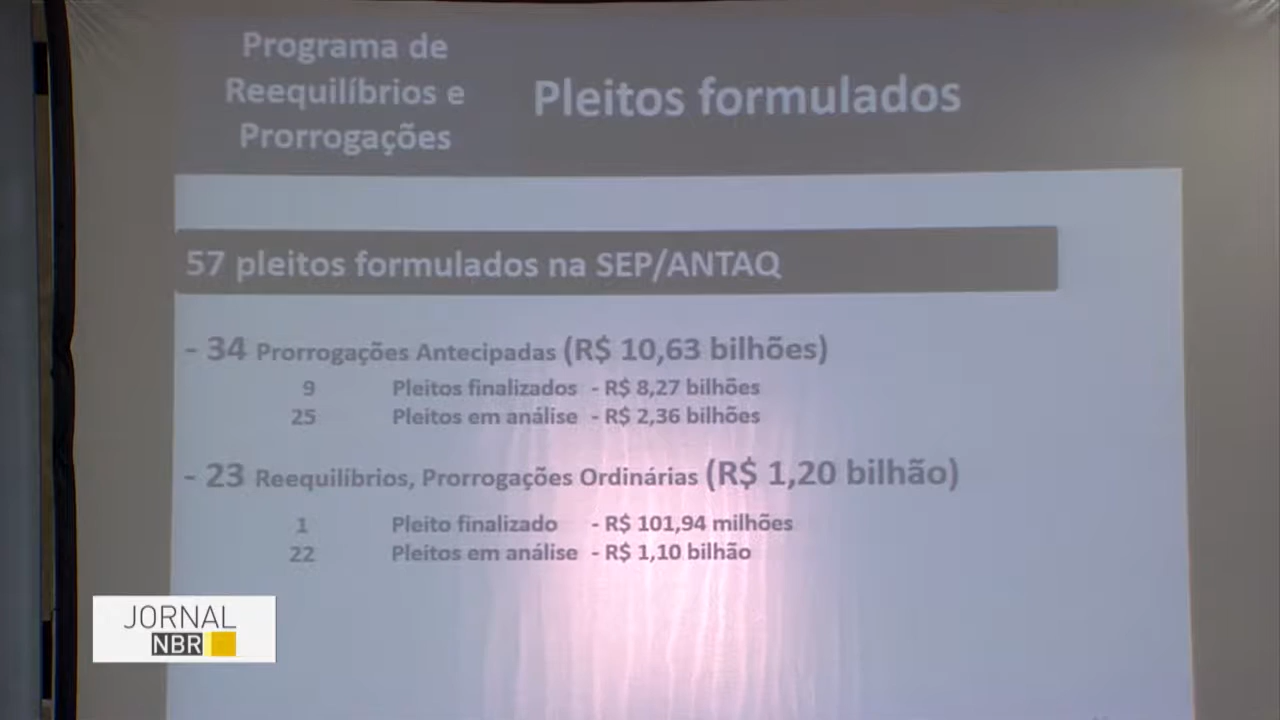 Programa de
Reequilíbrios e
Prorrogações
Pleitos formulados
57 pleitos formulados na SEP/ANTAQ
- 34 Prorrogações Antecipadas (R$ 10,63 bilhões)
9 Pleitos finalizados - R$ 8,27 bilhões
25 Pleitos em análise - R$ 2,36 bilhões
- 23 Reequilíbrios, Prorrogações Ordinárias (R$ 1,20 bilhão)
1 Pleito finalizado - R$ 101,94 milhões
22 Pleitos em análise - R$ 1,10 bilhão
JORNAL
NBR